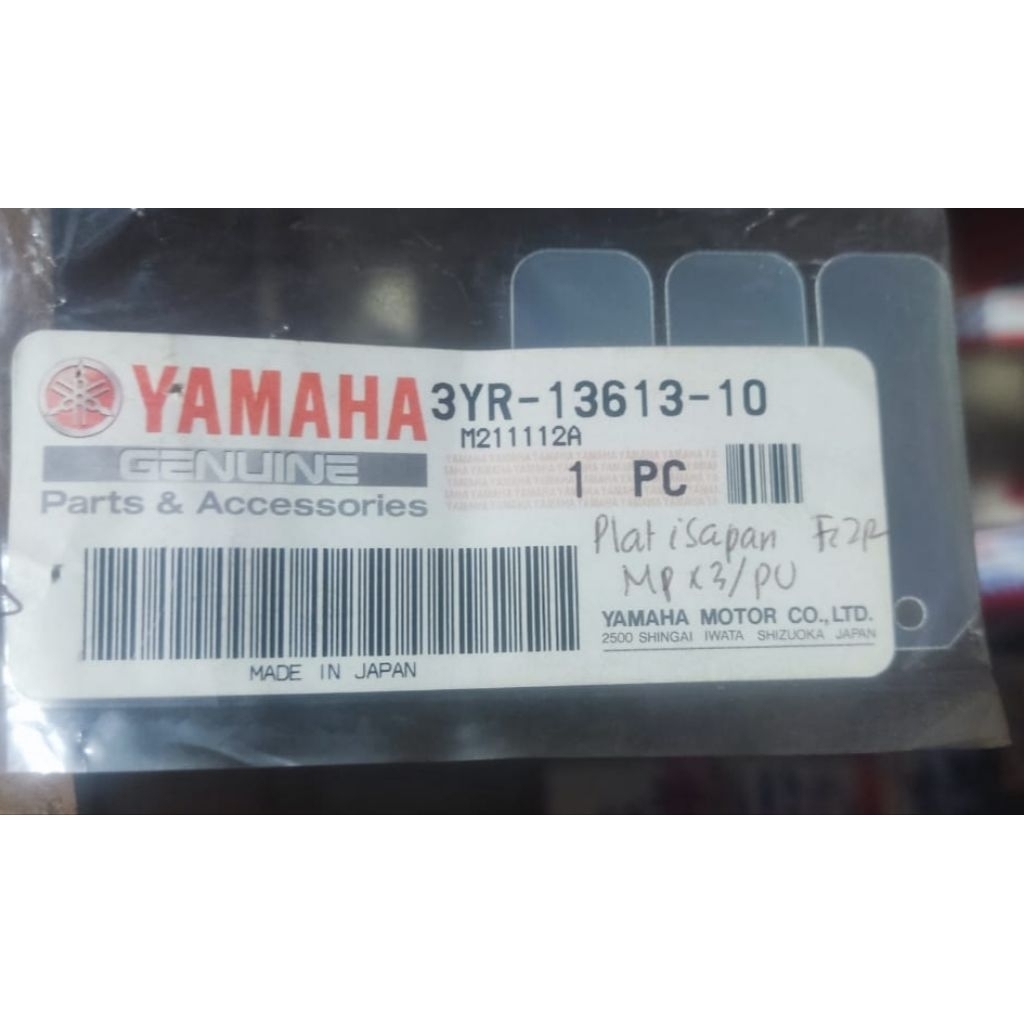 YAMAHA 3YR-13613-10
M211112A
GENUINE
1 PC
Parts & Accessories
Plat isapan
MP x3/PU
YAMAHA MOTOR CO.,LTD.
2500 SHINGAI IWATA SHIZUOKA JAPAN
MADE IN JAPAN